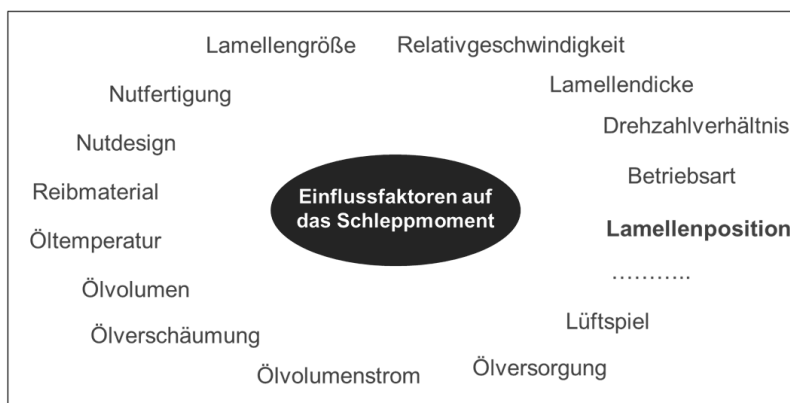 Lamellengröße
Relativgeschwindigkeit
Nutfertigung
Lamellendicke
Drehzahlverhältnis
Nutdesign
Betriebsart
Reibmaterial
Einflussfaktoren auf
das Schleppmoment
Lamellenposition
Öltemperatur
………..
Ölvolumen
Lüftspiel
Ölverschäumung
Ölvolumenstrom
Ölversorgung